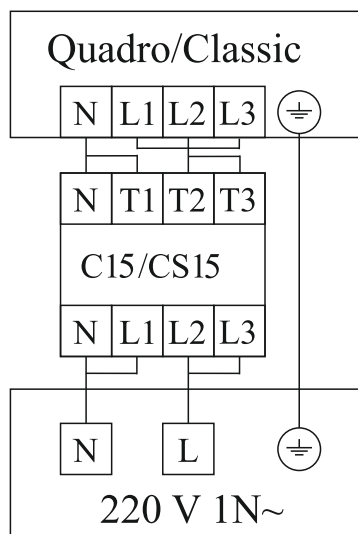 Quadro/Classic
N L1 L2 L3
N T1 T2 T3
C15/CS15
N L1 L2 L3
N L
220 V 1N~